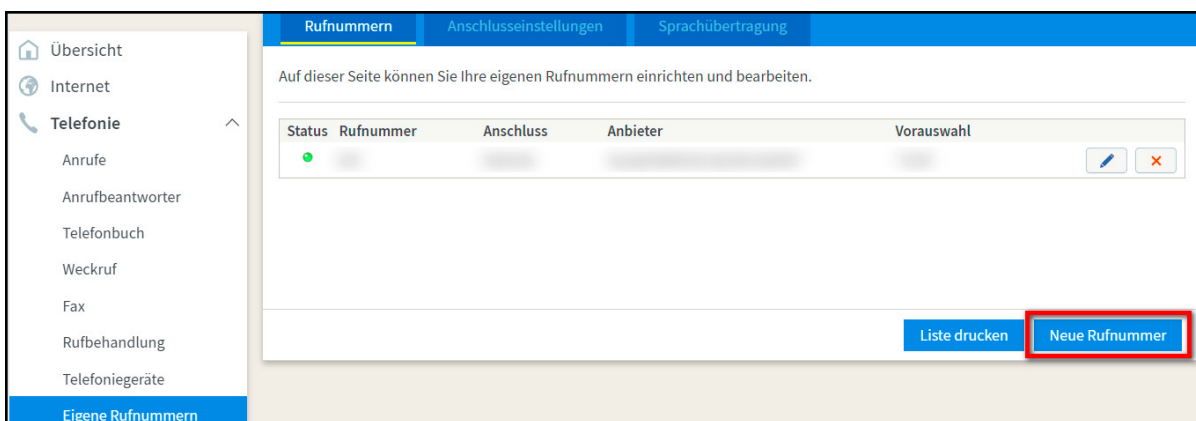 Rufnummern Anschlusseinstellungen Sprachübertragung
Übersicht
Internet
Telefonie
Anrufe
Anrufbeantworter
Telefonbuch
Weckruf
Fax
Rufbehandlung
Telefoniegeräte
Eigene Rufnummern
Auf dieser Seite können Sie Ihre eigenen Rufnummern einrichten und bearbeiten.
Status Rufnummer Anschluss Anbieter Vorauswahl
Liste drucken Neue Rufnummer